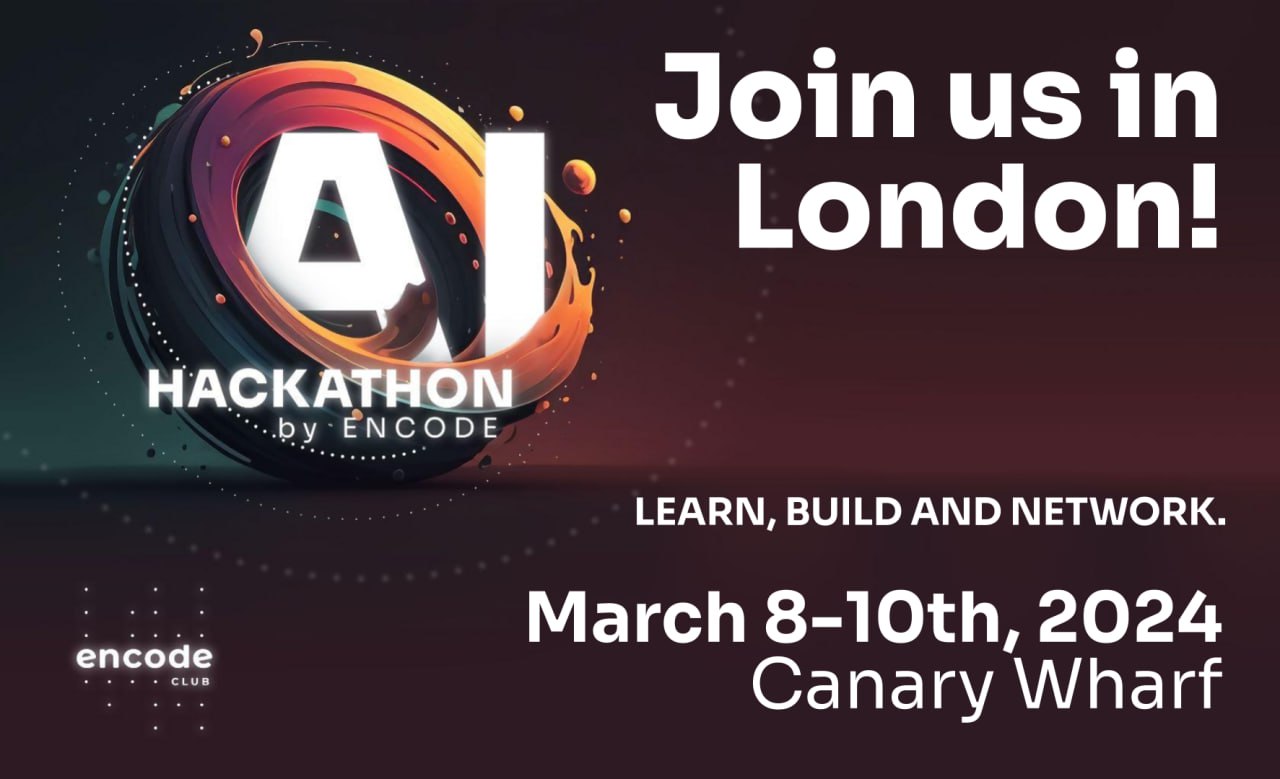 AI
HACKATHON
by ENCODE
Join us in
London!
LEARN, BUILD AND NETWORK.
March 8-10th, 2024
Canary Wharf
encode
CLUB